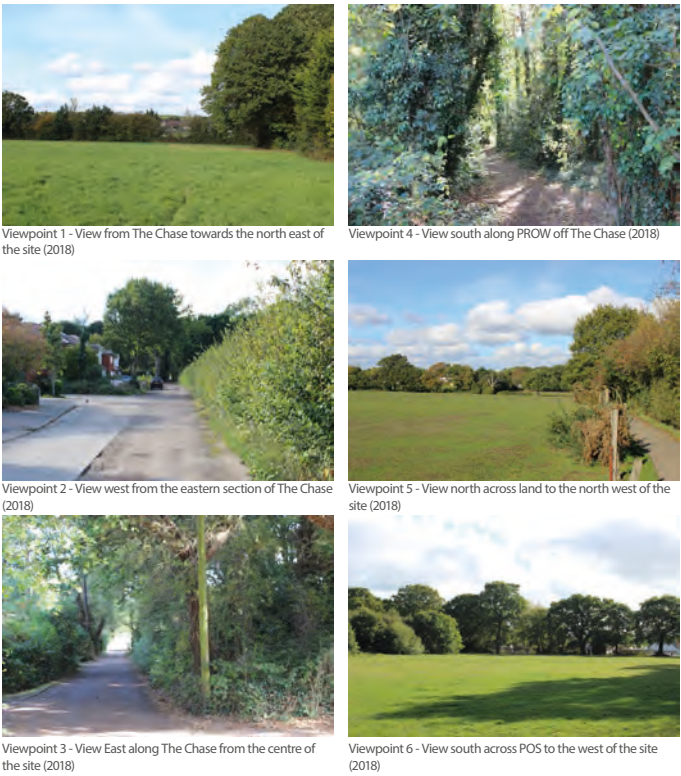 Viewpoint 1 - View from The Chase towards the north east of
the site (2018)
Viewpoint 2 - View west from the eastern section of The Chase
(2018)
Viewpoint 3 - View East along The Chase from the centre of
the site (2018)
Viewpoint 4 - View south along PROW off The Chase (2018)
Viewpoint 5 - View north across land to the north west of the
site (2018)
Viewpoint 6 - View south across POS to the west of the site
(2018)